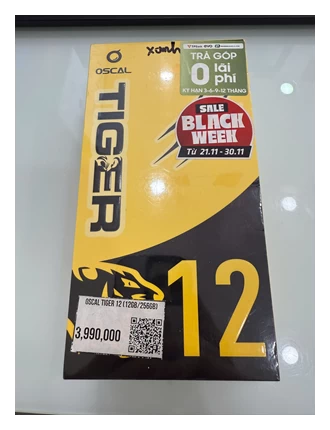 OSCAL
xanh
TRẢ GÓP
0 lãi
phí
KỲ HẠN 3-6-9-12 THÁNG
SALE
BLACK
WEEK
TỪ 21.11 - 30.11
TIGER
12
OSCAL TIGER 12 (12GB/256GB)
3,990,000